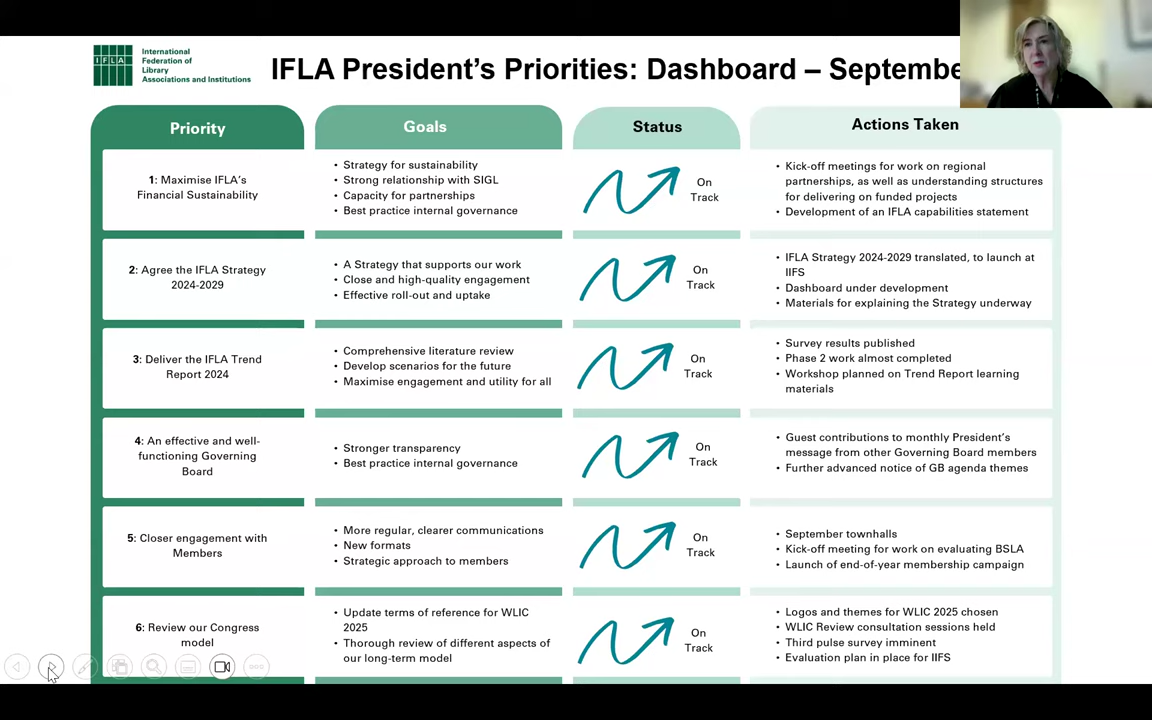 IFLA
International
Federation of
Library
Associations and Institutions
IFLA President's Priorities: Dashboard – Septembe
Priority
Goals
Status
Actions Taken
1: Maximise IFLA's
Financial Sustainability
• Strategy for sustainability
• Strong relationship with SIGL
• Capacity for partnerships
• Best practice internal governance
On
Track
• Kick-off meetings for work on regional
partnerships, as well as understanding structures
for delivering on funded projects
• Development of an IFLA capabilities statement
2: Agree the IFLA Strategy
2024-2029
• A Strategy that supports our work
• Close and high-quality engagement
• Effective roll-out and uptake
On
Track
• IFLA Strategy 2024-2029 translated, to launch at
IIFS
• Dashboard under development
• Materials for explaining the Strategy underway
3: Deliver the IFLA Trend
Report 2024
• Comprehensive literature review
• Develop scenarios for the future
• Maximise engagement and utility for all
On
Track
• Survey results published
• Phase 2 work almost completed
• Workshop planned on Trend Report learning
materials
4: An effective and well-
functioning Governing
Board
• Stronger transparency
• Best practice internal governance
On
Track
• Guest contributions to monthly President's
message from other Governing Board members
• Further advanced notice of GB agenda themes
5: Closer engagement with
Members
• More regular, clearer communications
• New formats
• Strategic approach to members
On
Track
• September townhalls
• Kick-off meeting for work on evaluating BSLA
• Launch of end-of-year membership campaign
6: Review our Congress
model
• Update terms of reference for WLIC
2025
• Thorough review of different aspects of
our long-term model
On
Track
• Logos and themes for WLIC 2025 chosen
• WLIC Review consultation sessions held
• Third pulse survey imminent
• Evaluation plan in place for IIFS